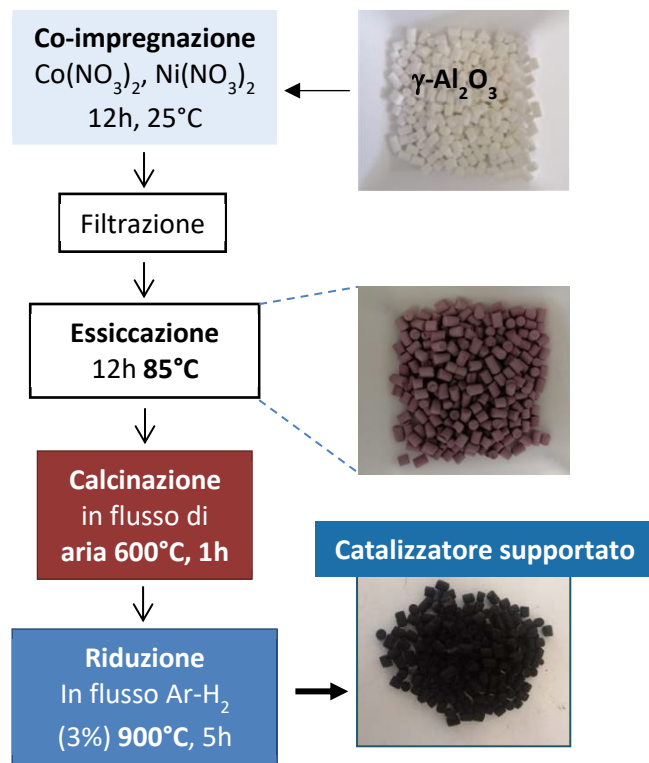 Co-impregnazione
Co(NO₃)₂, Ni(NO₃)₂
12h, 25°C
γ-Al₂O₃
Filtrazione
Essiccazione
12h 85°C
Calcinazione
in flusso di
aria 600°C, 1h
Catalizzatore supportato
Riduzione
In flusso Ar-H₂
(3%) 900°C, 5h